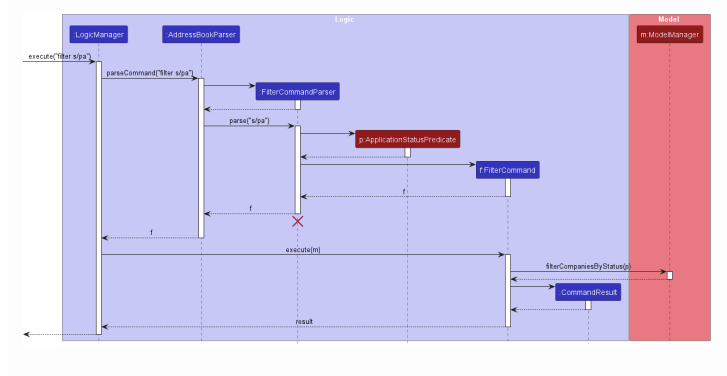 Logic
Model
:LogicManager
:AddressBookParser
m:ModelManager
execute("filter s/pa")
parseCommand("filter s/pa")
:FilterCommandParser
parse("s/pa")
p:ApplicationStatusPredicate
f:FilterCommand
f
f
f
execute(m)
filterCompaniesByStatus(p)
:CommandResult
result